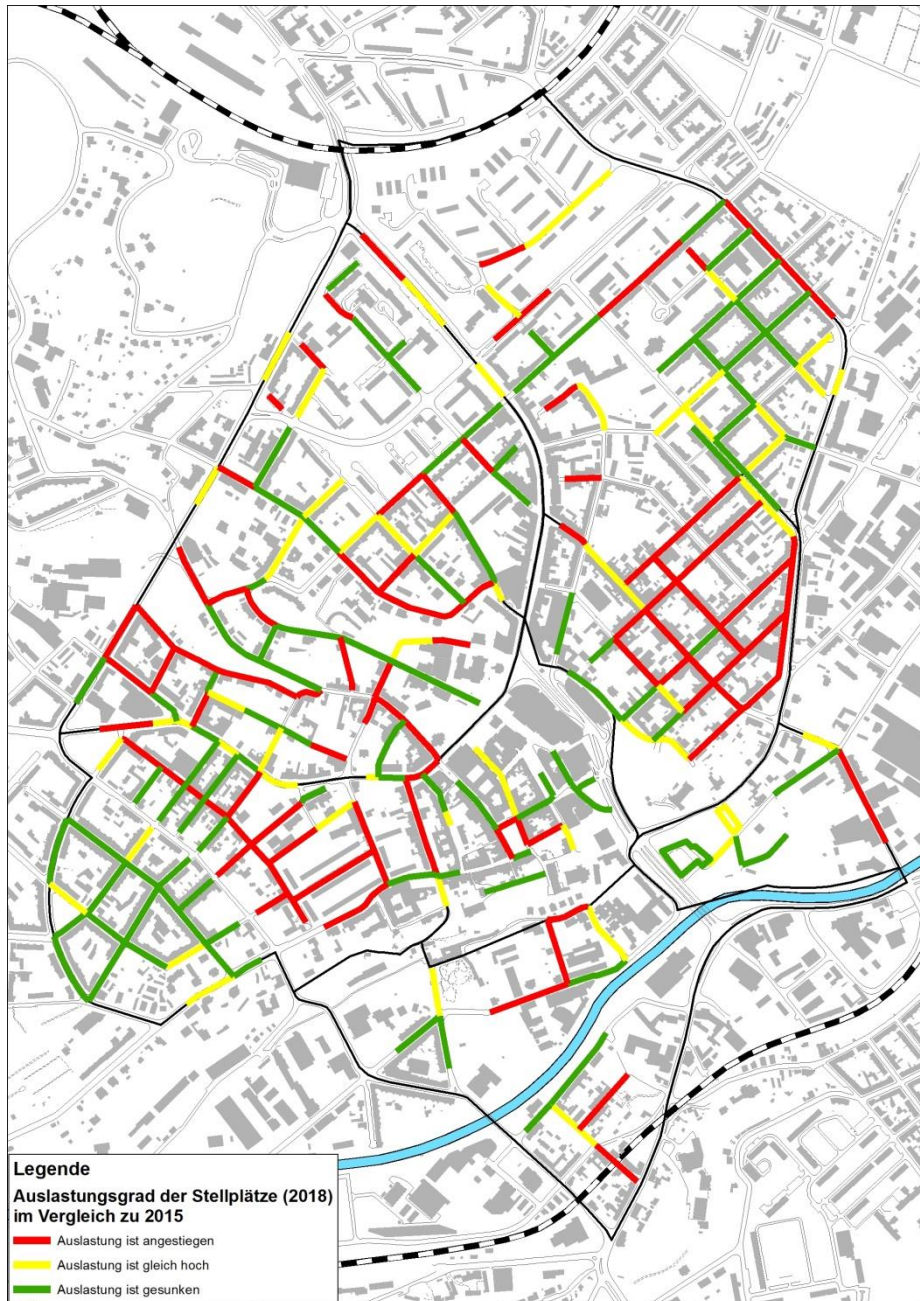 Legende
Auslastungsgrad der Stellplätze (2018)
im Vergleich zu 2015
Auslastung ist angestiegen
Auslastung ist gleich hoch
Auslastung ist gesunken